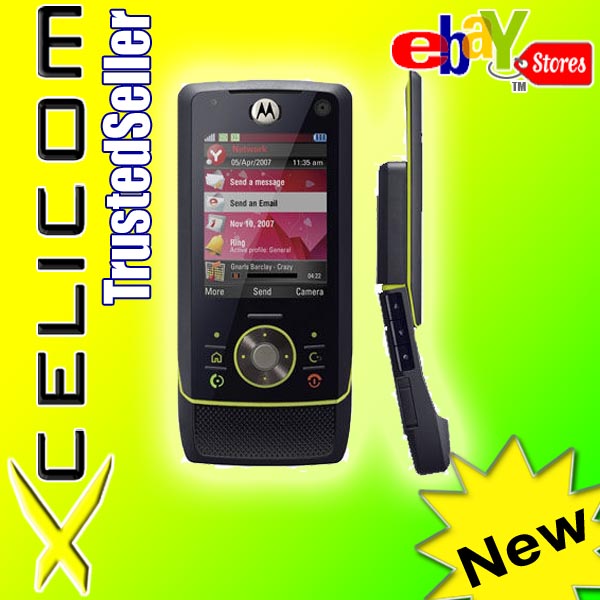 XCELICOM
TrustedSeller
ebaY
TM
Stores
Network
05/Apr/2007 11:35 am
Send a message
Send an Email
Nov 10, 2007
Ring
Active profile: General
Gnarls Barclay - Crazy
04:22
More Send Camera
New